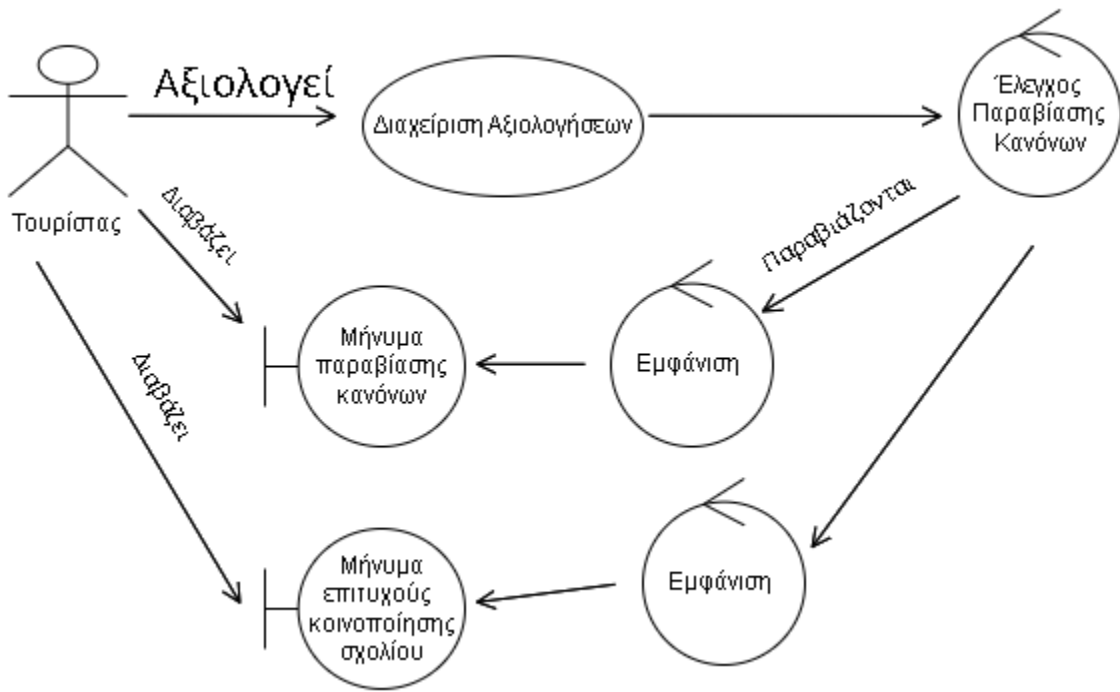 Αξιολογεί
Διαχείριση Αξιολογήσεων
Έλεγχος
Παραβίασης
Κανόνων
Τουρίστας
Διαβάζει
Παραβιάζονται
Μήνυμα
παραβίασης
κανόνων
Εμφάνιση
Διαβάζει
Μήνυμα
επιτυχούς
κοινοποίησης
σχολίου
Εμφάνιση